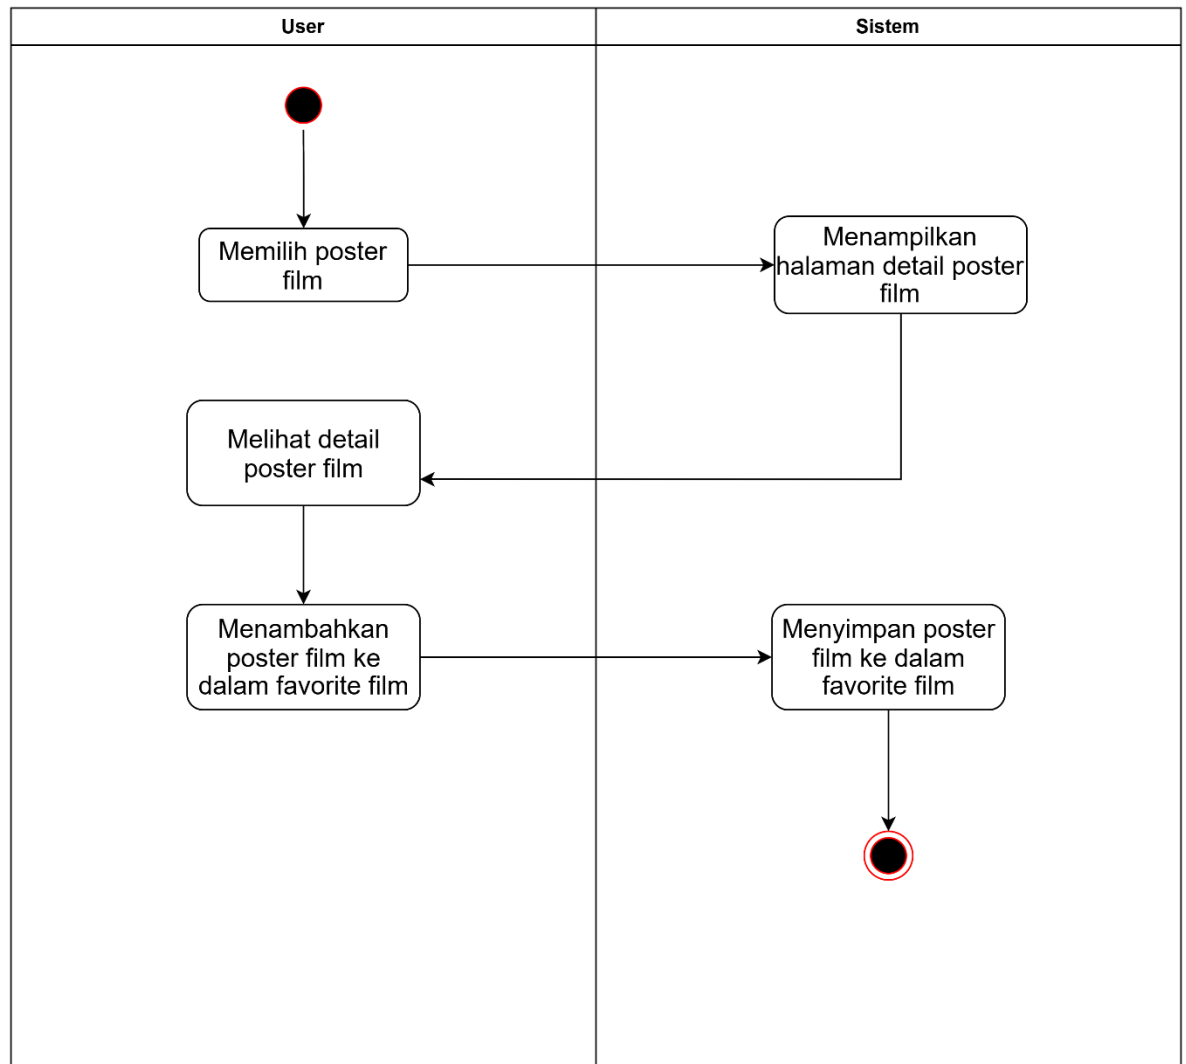 User
Sistem
Memilih poster
film
Menampilkan
halaman detail poster
film
Melihat detail
poster film
Menambahkan
poster film ke
dalam favorite film
Menyimpan poster
film ke dalam
favorite film